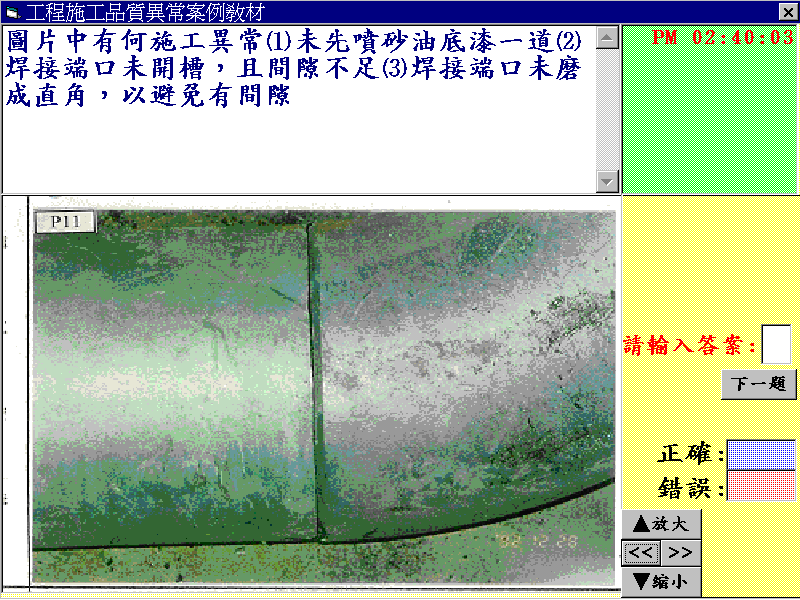 工程施工品質異常案例敎材
圖片中有何施工異常(1)未先噴砂油底漆一道(2)
焊接端口未開槽，且間隙不足(3)焊接端口未磨
成直角，以避免有間隙
PM 02:40:03
P11
請輸入答案:
下一題
正確:
錯誤:
▲放大
<< >>
▼縮小
'98 12 28